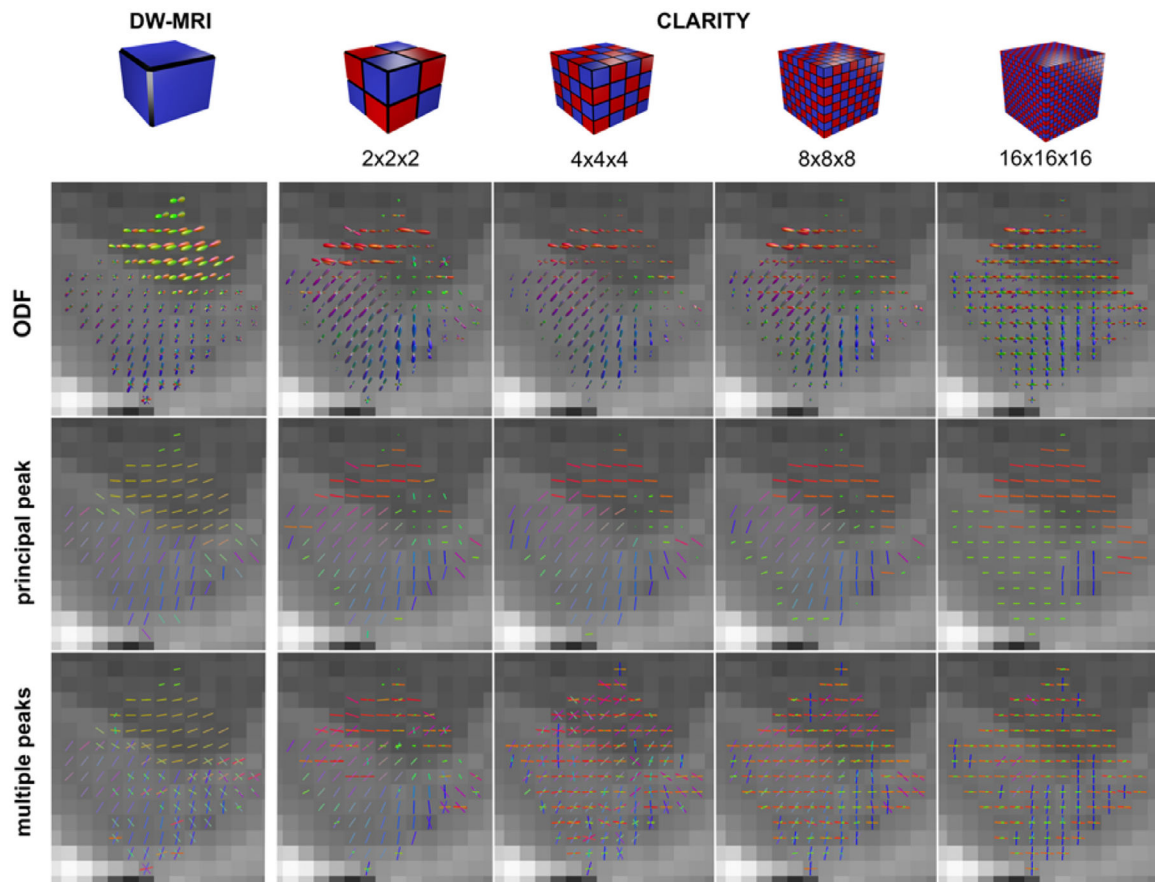 DW-MRI
CLARITY
2x2x2
4x4x4
8x8x8
16x16x16
ODF
principal peak
multiple peaks